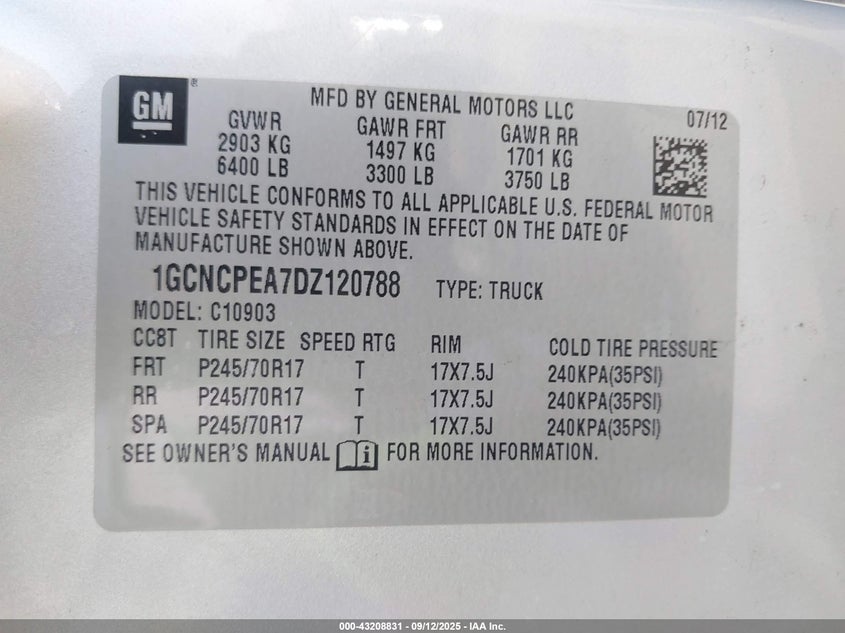 GM ®
MFD BY GENERAL MOTORS LLC
07/12
GVWR GAWR FRT GAWR RR
2903 KG 1497 KG 1701 KG
6400 LB 3300 LB 3750 LB
THIS VEHICLE CONFORMS TO ALL APPLICABLE U.S. FEDERAL MOTOR
VEHICLE SAFETY STANDARDS IN EFFECT ON THE DATE OF
MANUFACTURE SHOWN ABOVE.
1GCNCPEA7DZ120788 TYPE: TRUCK
MODEL: C10903
CC8T TIRE SIZE SPEED RTG RIM COLD TIRE PRESSURE
FRT P245/70R17 T 17X7.5J 240KPA(35PSI)
RR P245/70R17 T 17X7.5J 240KPA(35PSI)
SPA P245/70R17 T 17X7.5J 240KPA(35PSI)
SEE OWNER'S MANUAL i FOR MORE INFORMATION.
000-43208831 - 09/12/2025 - IAA Inc.